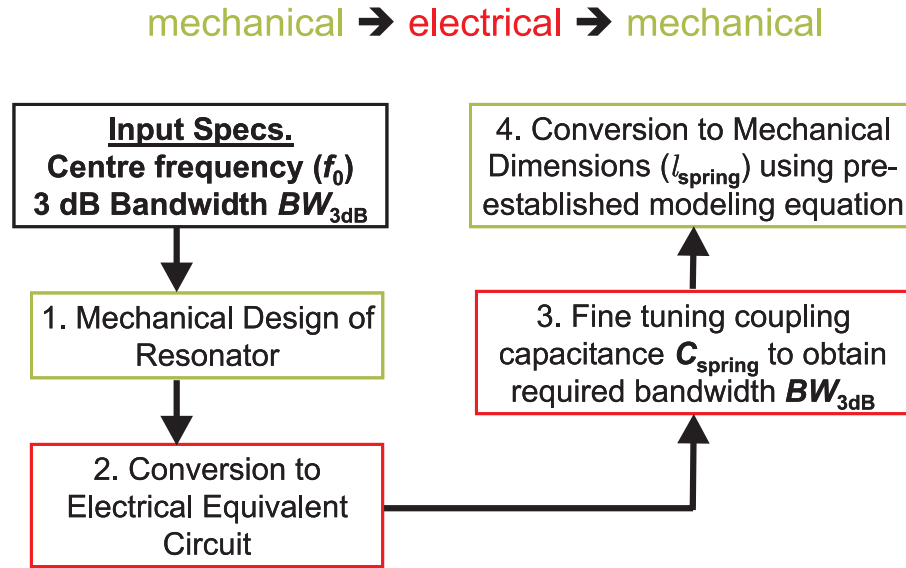 mechanical ➔ electrical ➔ mechanical
Input Specs.
Centre frequency (f₀)
3 dB Bandwidth BW3dB
1. Mechanical Design of
Resonator
2. Conversion to
Electrical Equivalent
Circuit
3. Fine tuning coupling
capacitance Cspring to obtain
required bandwidth BW3dB
4. Conversion to Mechanical
Dimensions (lspring) using pre-
established modeling equation